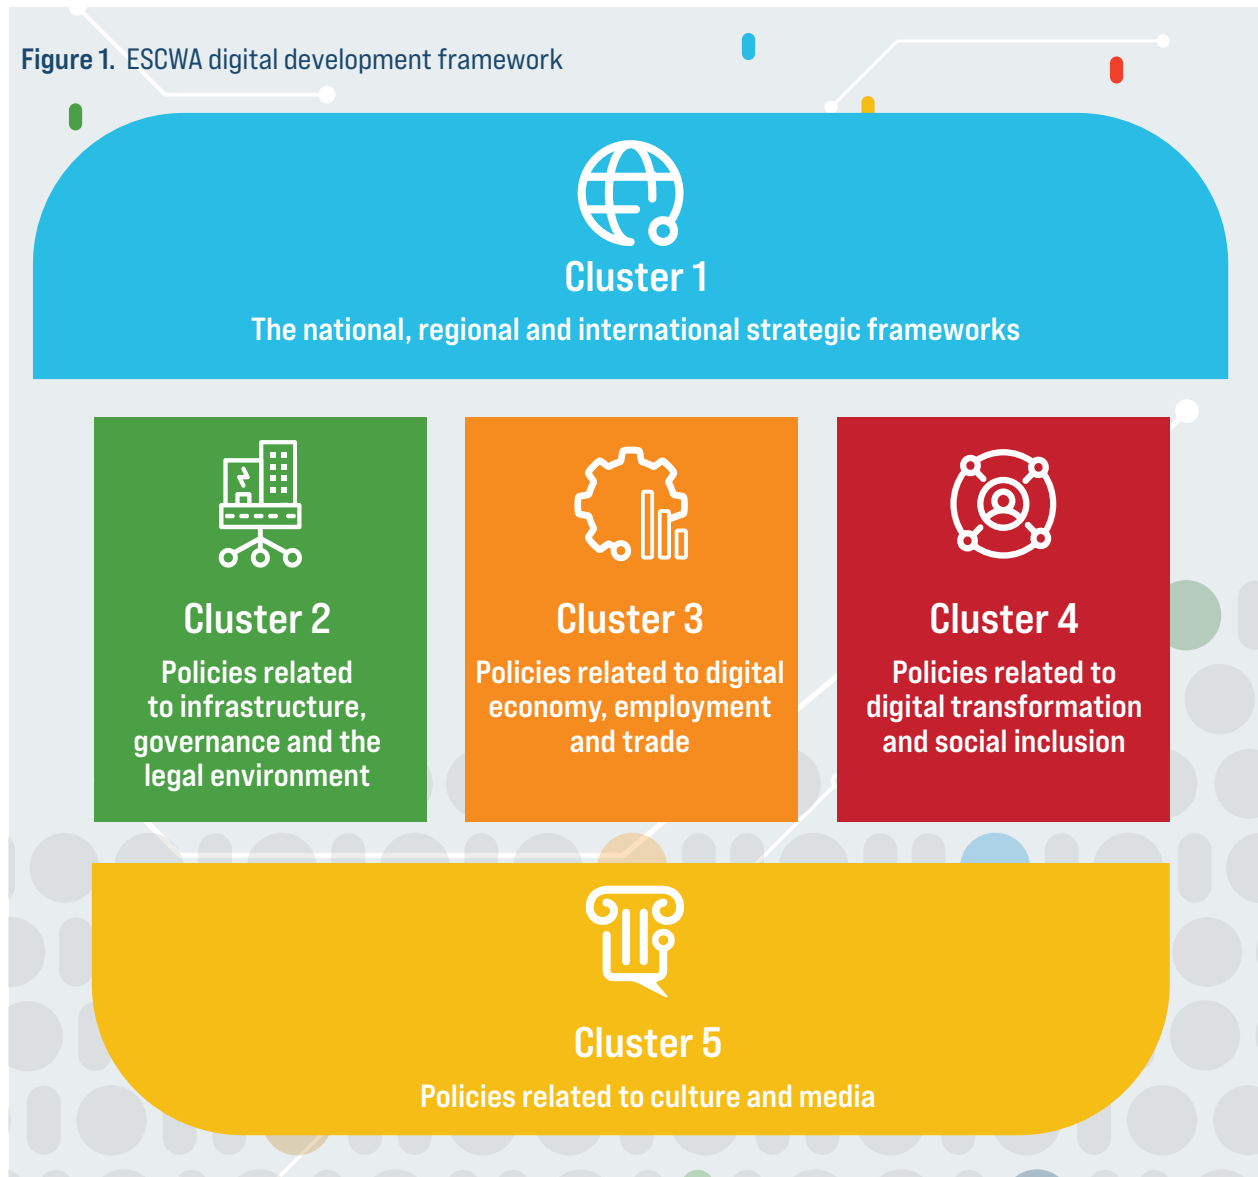 Figure 1. ESCWA digital development framework
Cluster 1
The national, regional and international strategic frameworks
Cluster 2
Policies related
to infrastructure,
governance and the
legal environment
Cluster 3
Policies related to digital
economy, employment
and trade
Cluster 4
Policies related to
digital transformation
and social inclusion
Cluster 5
Policies related to culture and media